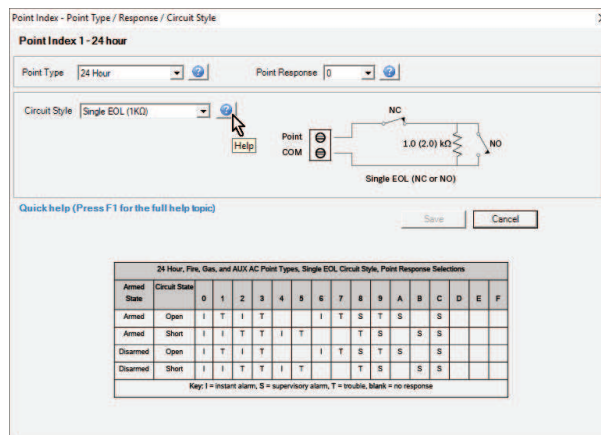 Point Index - Point Type / Response / Circuit Style
Point Index 1 - 24 hour
Point Type 24 Hour Point Response 0
Circuit Style Single EOL (1KΩ)
Help
NC
Point
COM
1.0 (2.0) kΩ
NO
Single EOL (NC or NO)
Quick help (Press F1 for the full help topic)
Save Cancel
24 Hour, Fire, Gas, and AUX AC Point Types, Single EOL Circuit Style, Point Response Selections
Armed State Circuit State 0 1 2 3 4 5 6 7 8 9 A B C D E F
Armed Open I T I T I T S T S S
Armed Short I I T T I T T S S S
Disarmed Open I T I T I T S T S S
Disarmed Short I I T T I T T S S S
Key: I = instant alarm, S = supervisory alarm, T = trouble, blank = no response